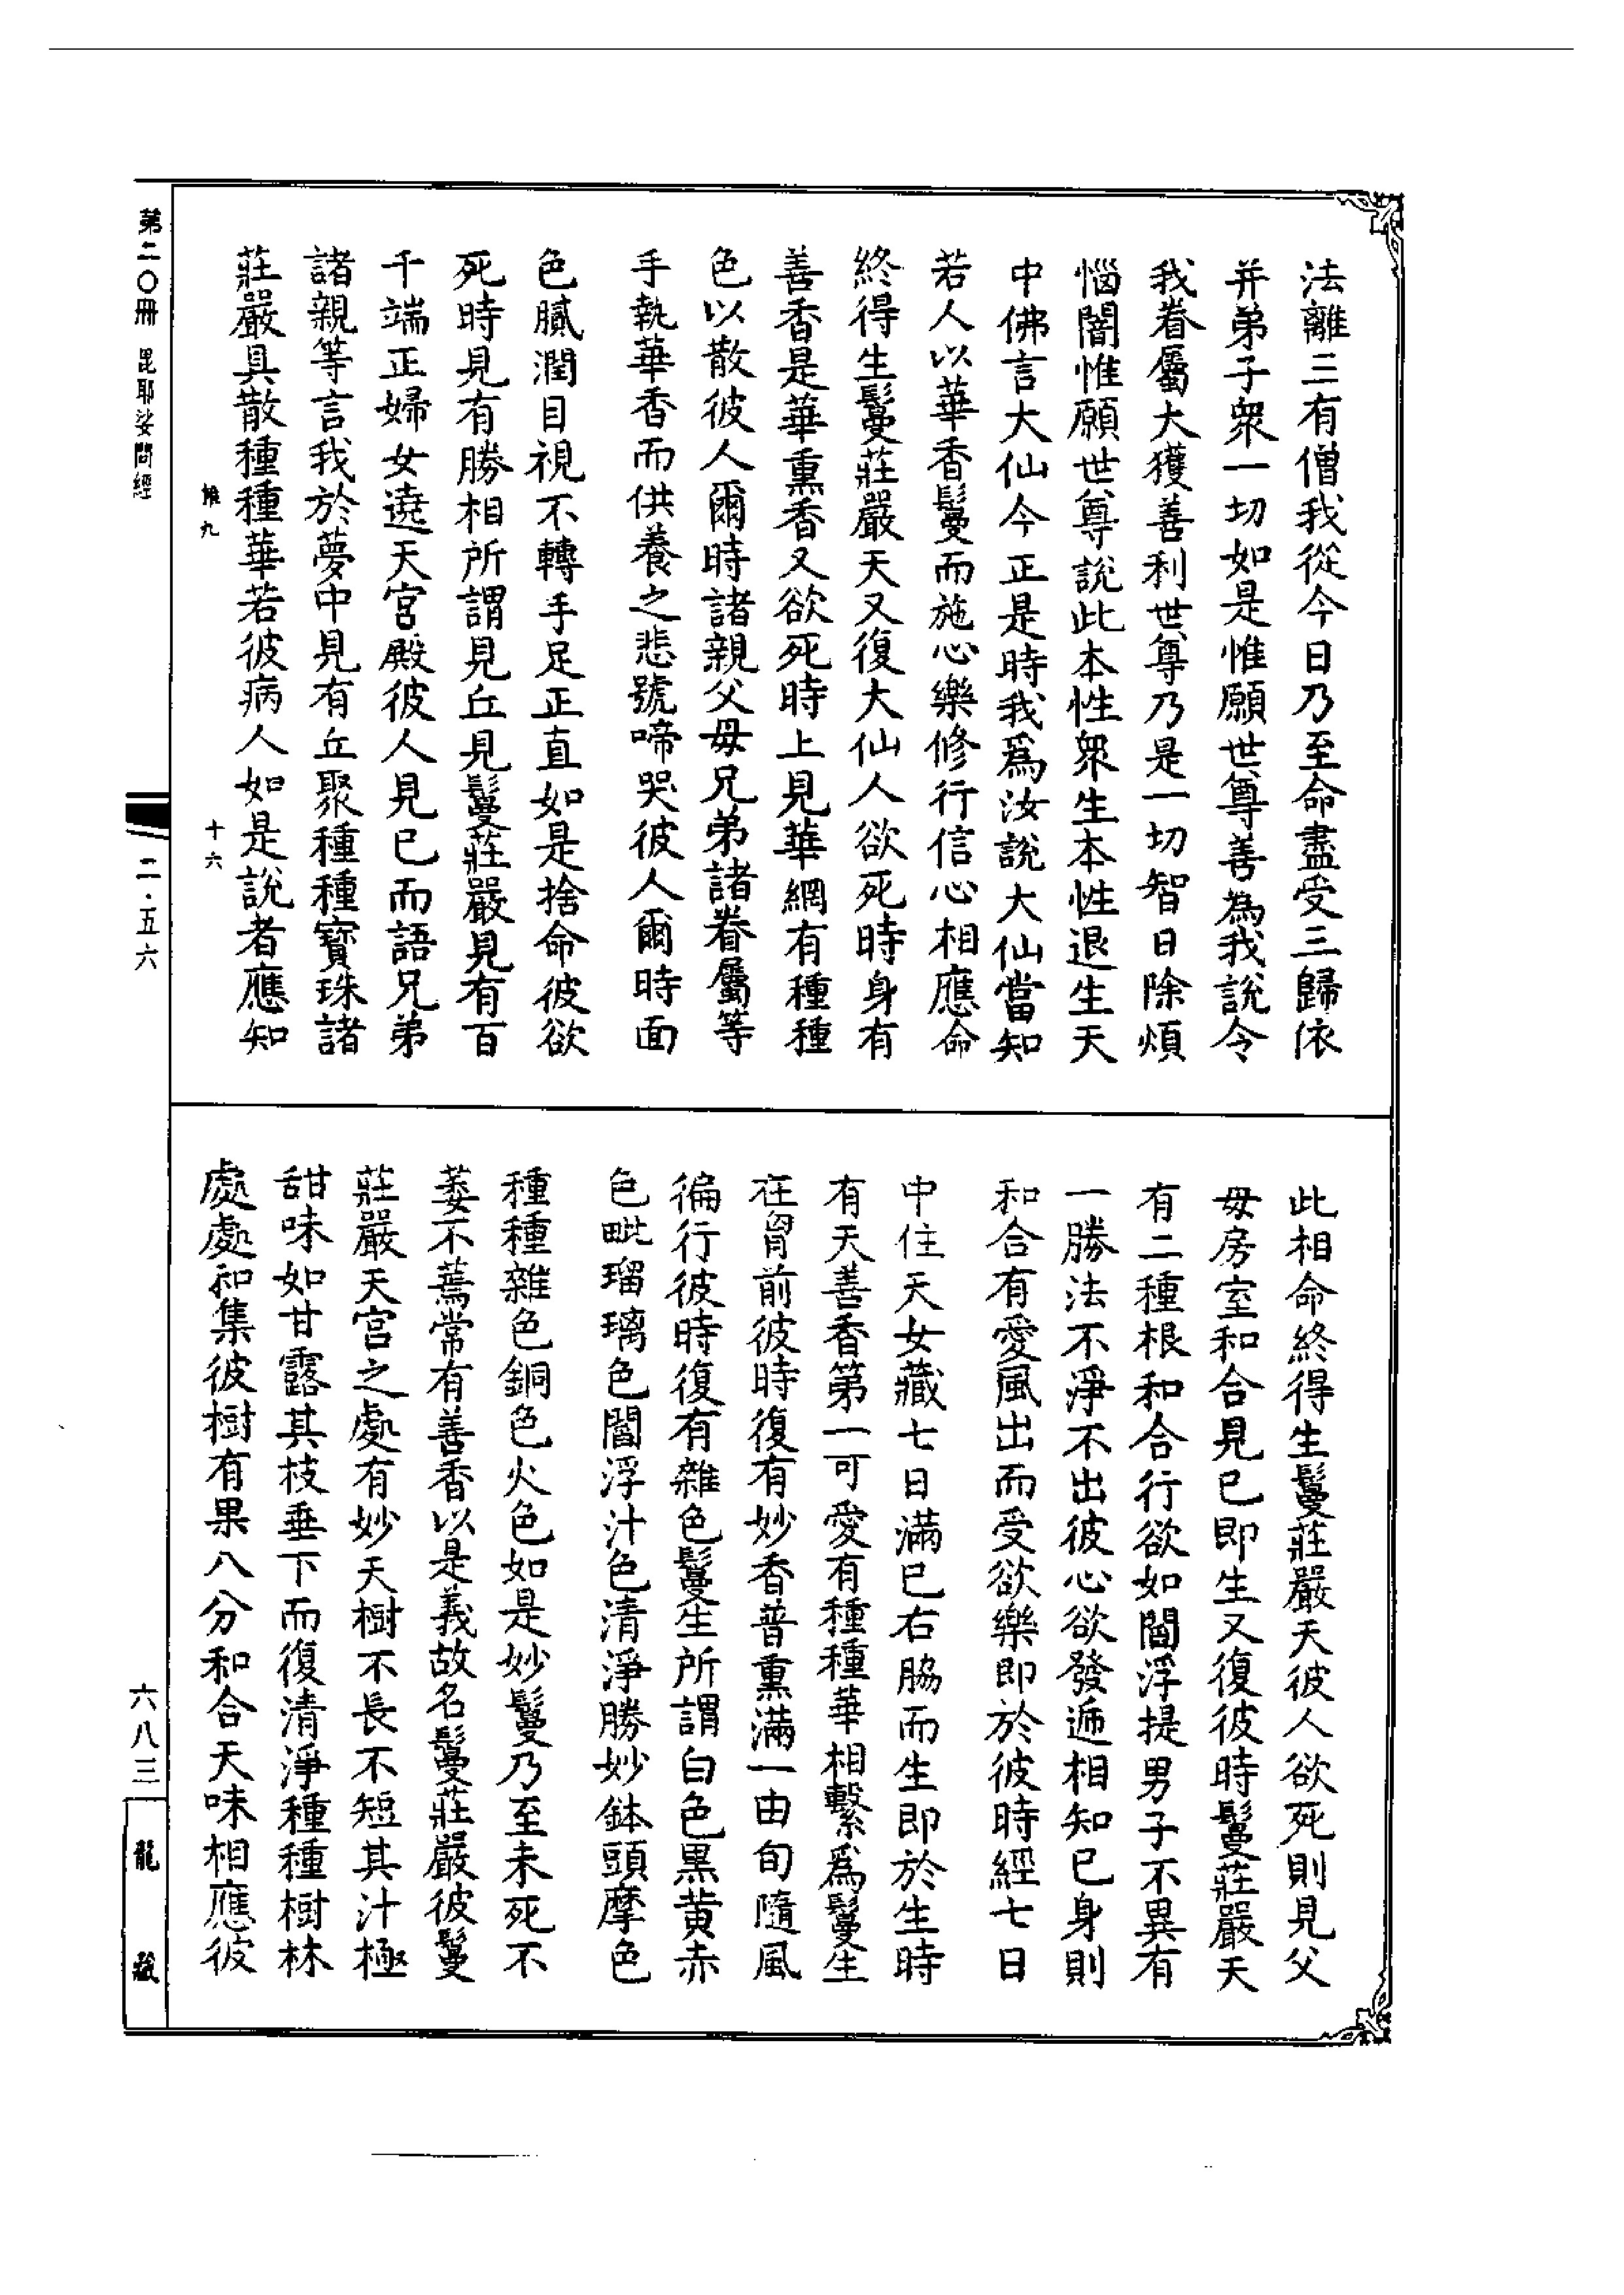 法離三有僧我從今日乃至命盡受三歸依
并弟子衆一切如是惟願世尊善為我說令
我眷屬大獲善利世尊乃是一切智日除煩
惱闇惟願世尊說此本性衆生本性退生天
中佛言大仙今正是時我爲汝說大仙當知
若人以華香鬘而施心樂修行信心相應命
終得生鬘莊嚴天又復大仙人欲死時身有
善香是華熏香又欲死時上見華網有種種
色以散彼人爾時諸親父母兄弟諸眷屬等
手執華香而供養之悲號啼哭彼人爾時面
色膩潤目視不轉手足正直如是捨命彼欲
死時見有勝相所謂見丘見鬘莊嚴見有百
千端正婦女遶天宮殿彼人見已而語兄弟
諸親等言我於夢中見有丘聚種種寶珠諸
莊嚴具散種種華若彼病人如是說者應知
惟九 十六
此相命終得生鬘莊嚴天彼人欲死則見父
母房室和合見已即生又復彼時鬘莊嚴天
有二種根和合行欲如閻浮提男子不異有
一勝法不淨不出彼心欲發遞相知已身則
和合有愛風出而受欲樂即於彼時經七日
中住天女藏七日滿已右脇而生即於生時
有天善香第一可愛有種種華相繫爲鬘生
在胷前彼時復有妙香普熏滿一由旬隨風
徧行彼時復有雜色鬘生所謂白色黒黄赤
色毗瑠璃色閻浮汁色清淨勝妙鉢頭摩色
種種雜色銅色火色如是妙鬘乃至未死不
萎不蔫常有善香以是義故名鬘莊嚴彼鬘
莊嚴天宮之處有妙天樹不長不短其汁極
甜味如甘露其枝垂下而復清淨種種樹林
處處和集彼樹有果八分和合天味相應彼
第二〇冊 毘耶娑問經
二·五六
六八三
龍藏